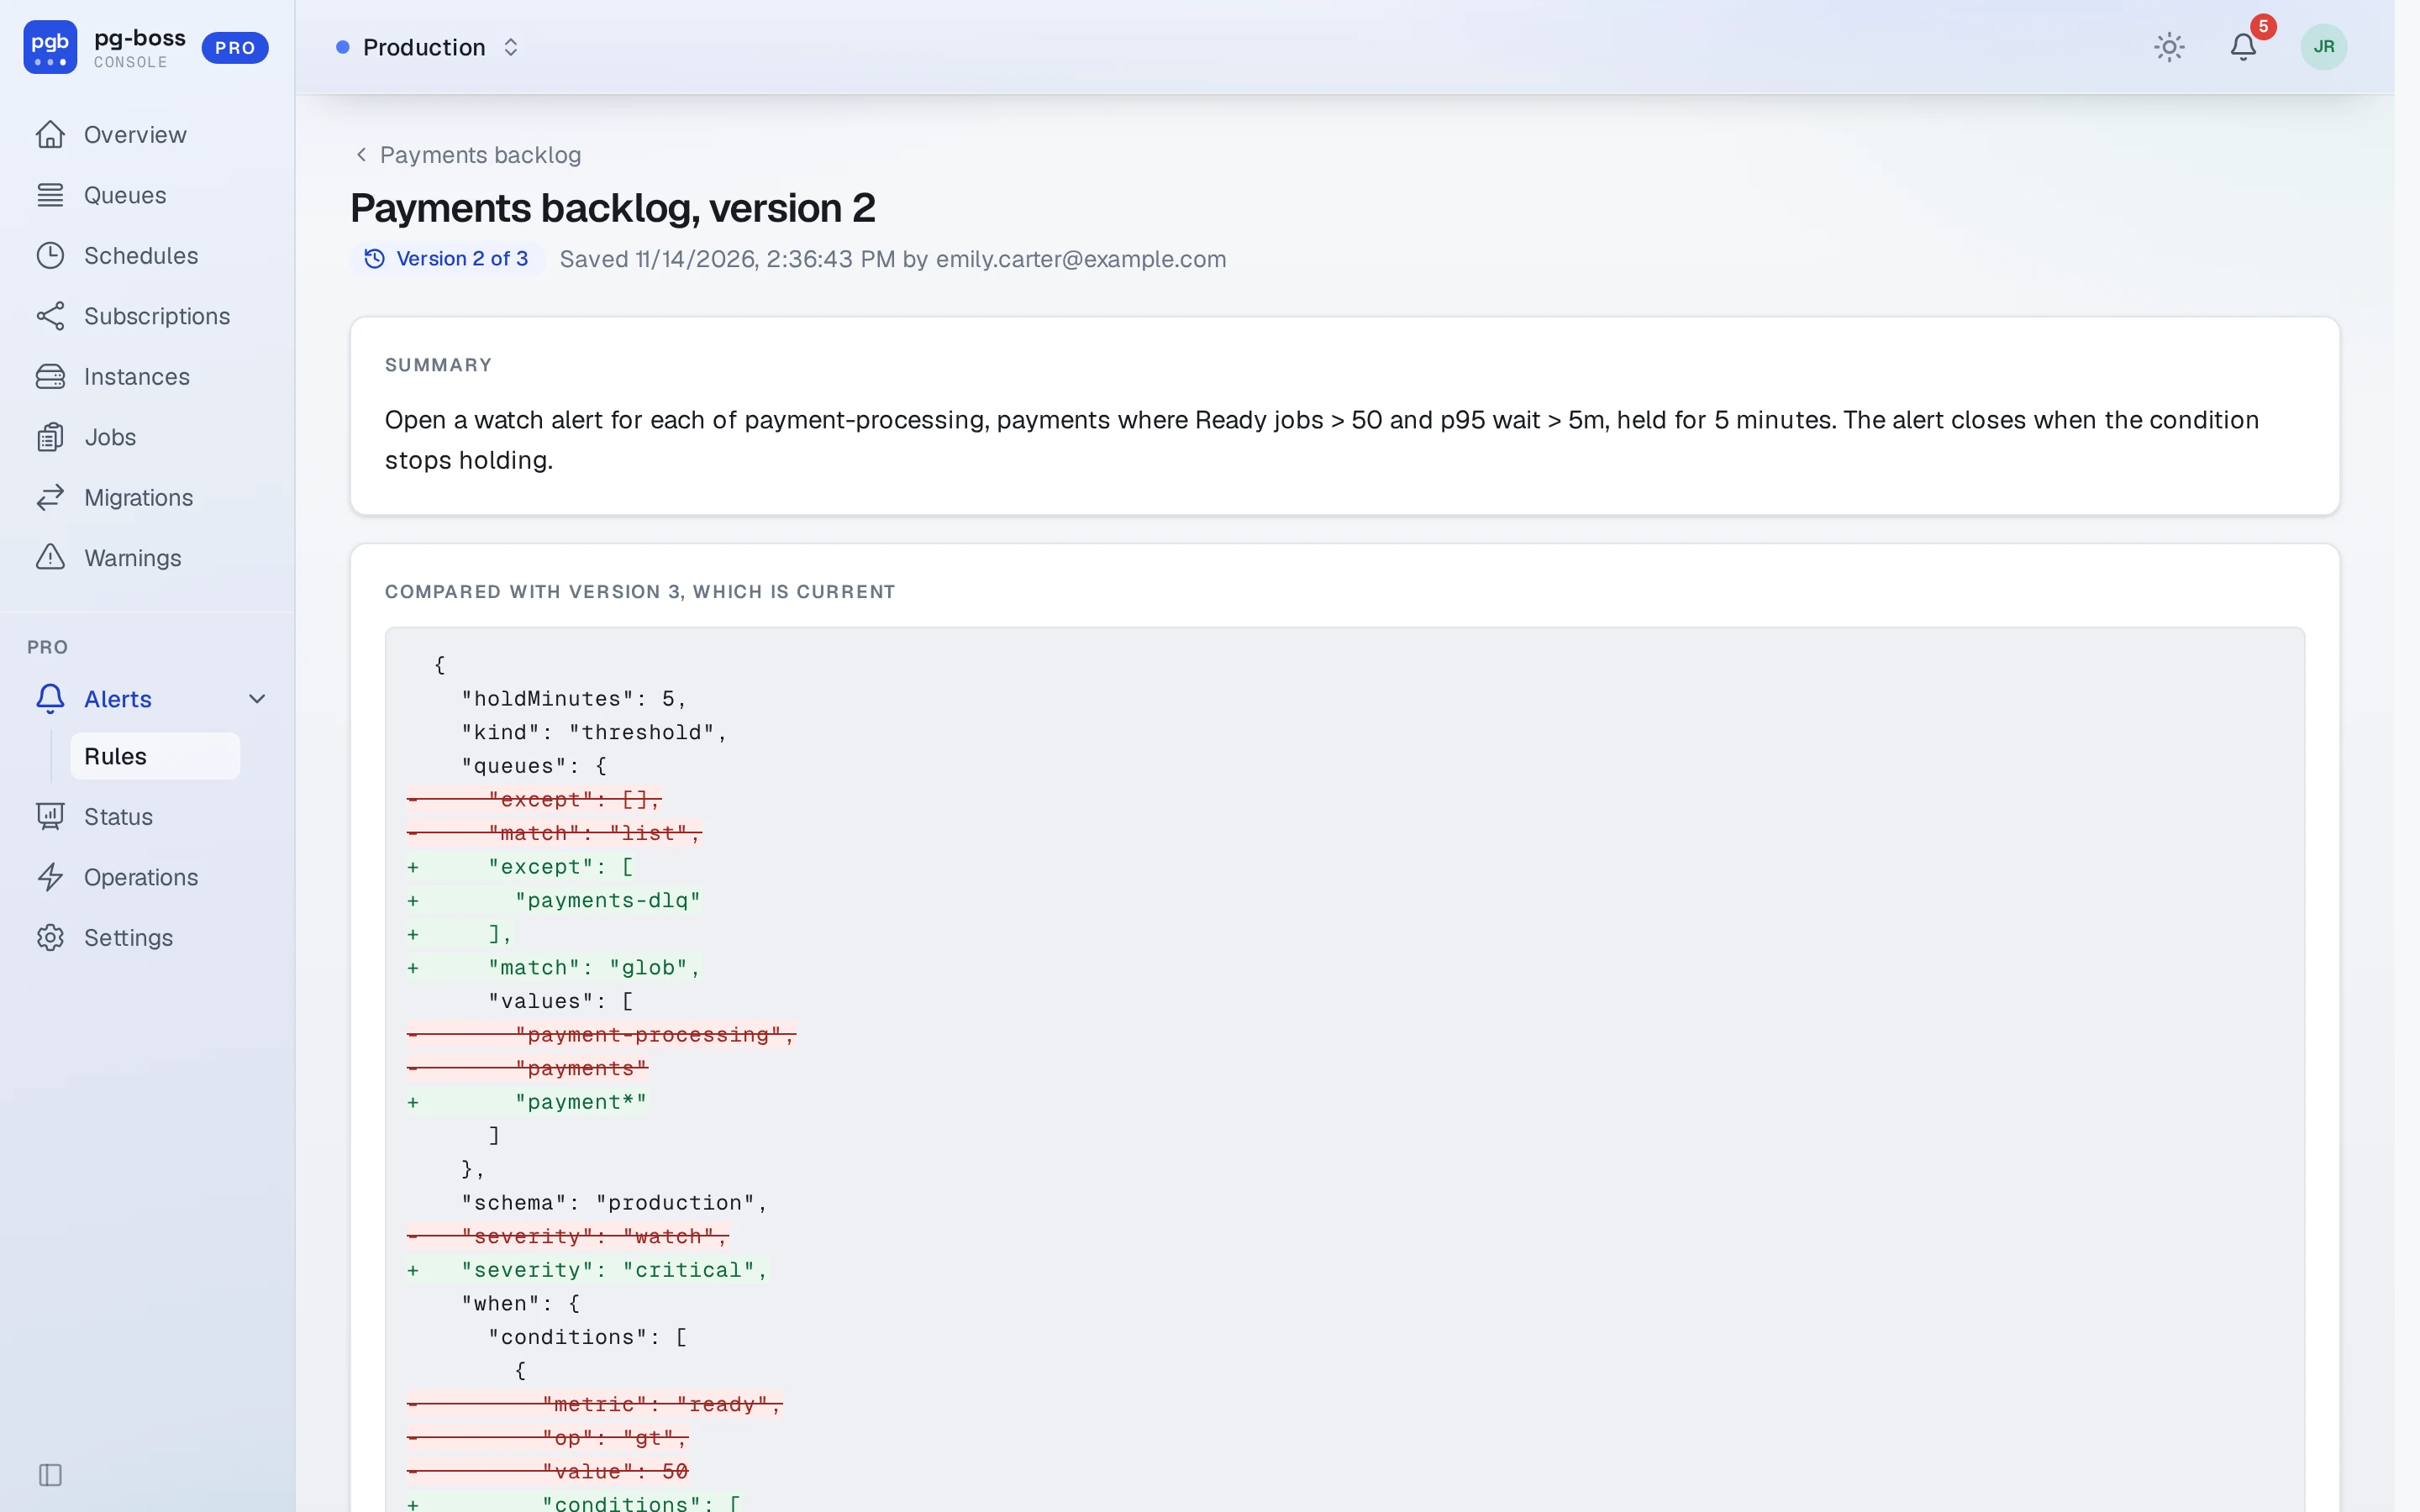 pgb
pg-boss
CONSOLE
PRO
Overview
Queues
Schedules
Subscriptions
Instances
Jobs
Migrations
Warnings
PRO
Alerts
Rules
Status
Operations
Settings
Production
5
JR
Payments backlog
Payments backlog, version 2
Version 2 of 3 Saved 11/14/2026, 2:36:43 PM by emily.carter@example.com
SUMMARY
Open a watch alert for each of payment-processing, payments where Ready jobs > 50 and p95 wait > 5m, held for 5 minutes. The alert closes when the condition
stops holding.
COMPARED WITH VERSION 3, WHICH IS CURRENT
  {
    "holdMinutes": 5,
    "kind": "threshold",
    "queues": {
-     "except": [],
-     "match": "list",
+     "except": [
+       "payments-dlq"
+     ],
+     "match": "glob",
      "values": [
-       "payment-processing",
-       "payments"
+       "payment*"
      ]
    },
    "schema": "production",
-   "severity": "watch",
+   "severity": "critical",
    "when": {
      "conditions": [
        {
-         "metric": "ready",
-         "op": "gt",
-         "value": 50
+         "conditions": [